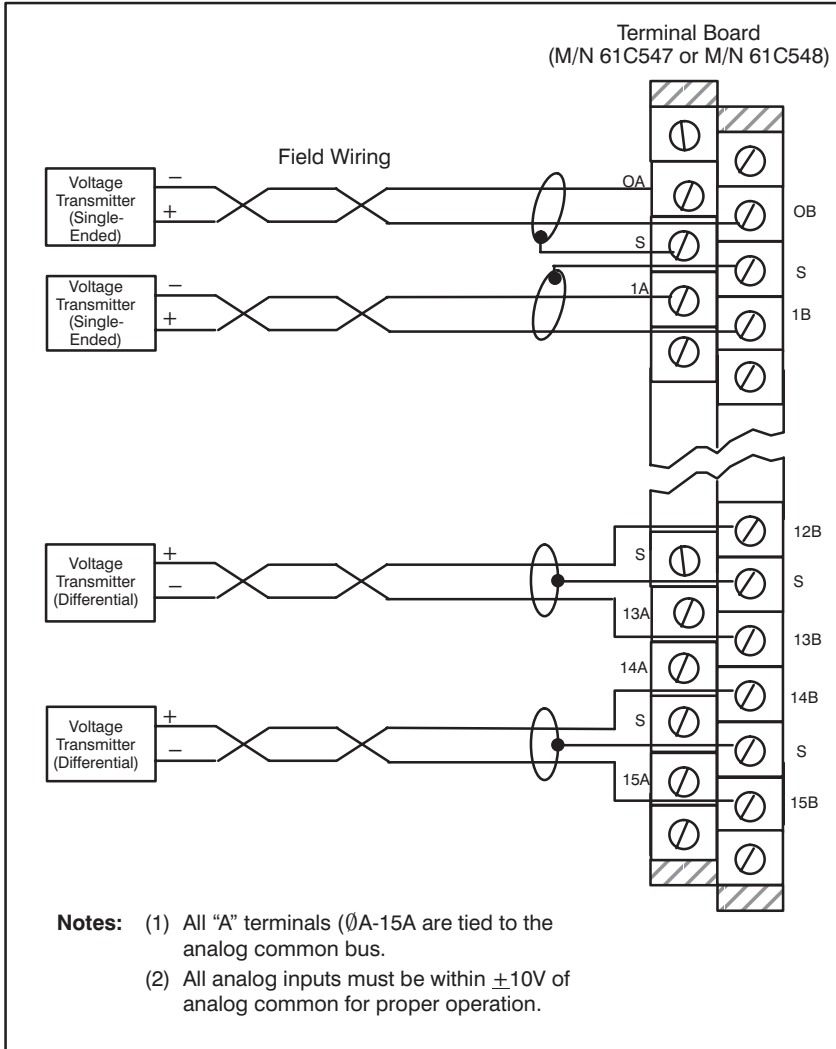 Terminal Board
(M/N 61C547 or M/N 61C548)
Field Wiring
Voltage
Transmitter
(Single-
Ended)
−
+
OA
OB
S
S
Voltage
Transmitter
(Single-
Ended)
−
+
1A
1B
Voltage
Transmitter
(Differential)
+
−
12B
S
S
13A
13B
14A
14B
Voltage
Transmitter
(Differential)
+
−
S
S
15A
15B
Notes: (1) All “A” terminals (∅A-15A are tied to the
analog common bus.
(2) All analog inputs must be within ±10V of
analog common for proper operation.